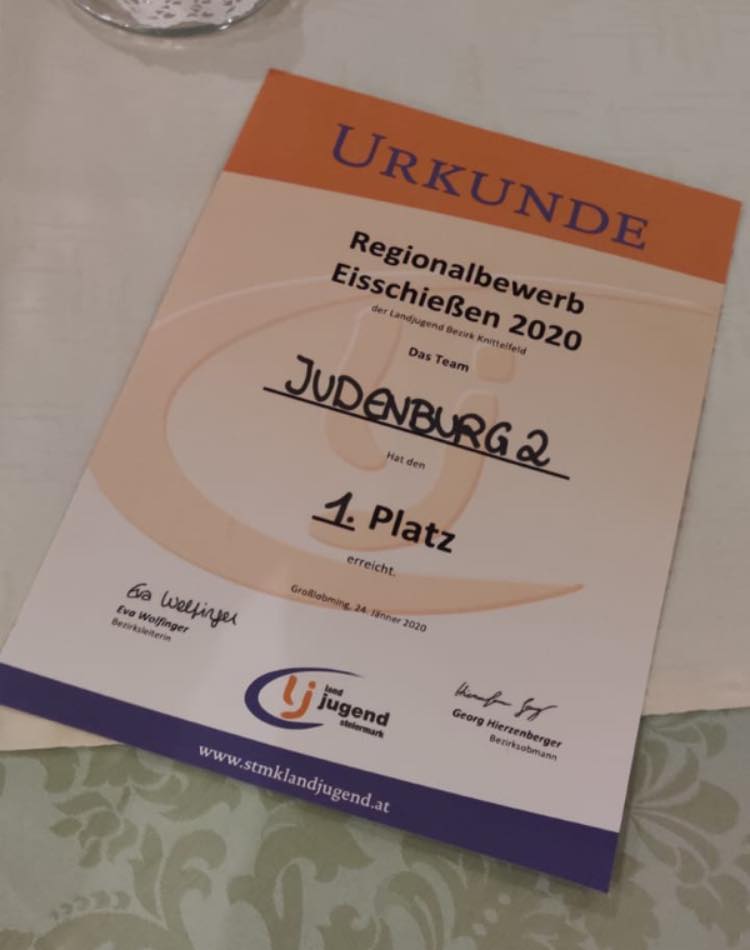 URKUNDE
Regionalbewerb
Eisschießen 2020
der Landjugend Bezirk Knittelfeld
Das Team
JUDENBURG 2
Hat den
1. Platz
erreicht.
Großlobming, 24. Jänner 2020
Eva Wolfinger
Eva Wolfinger
Bezirksleiterin
Georg Hierzenberger
Bezirksobmann
lj land
jugend
steiermark
www.stmklandjugend.at